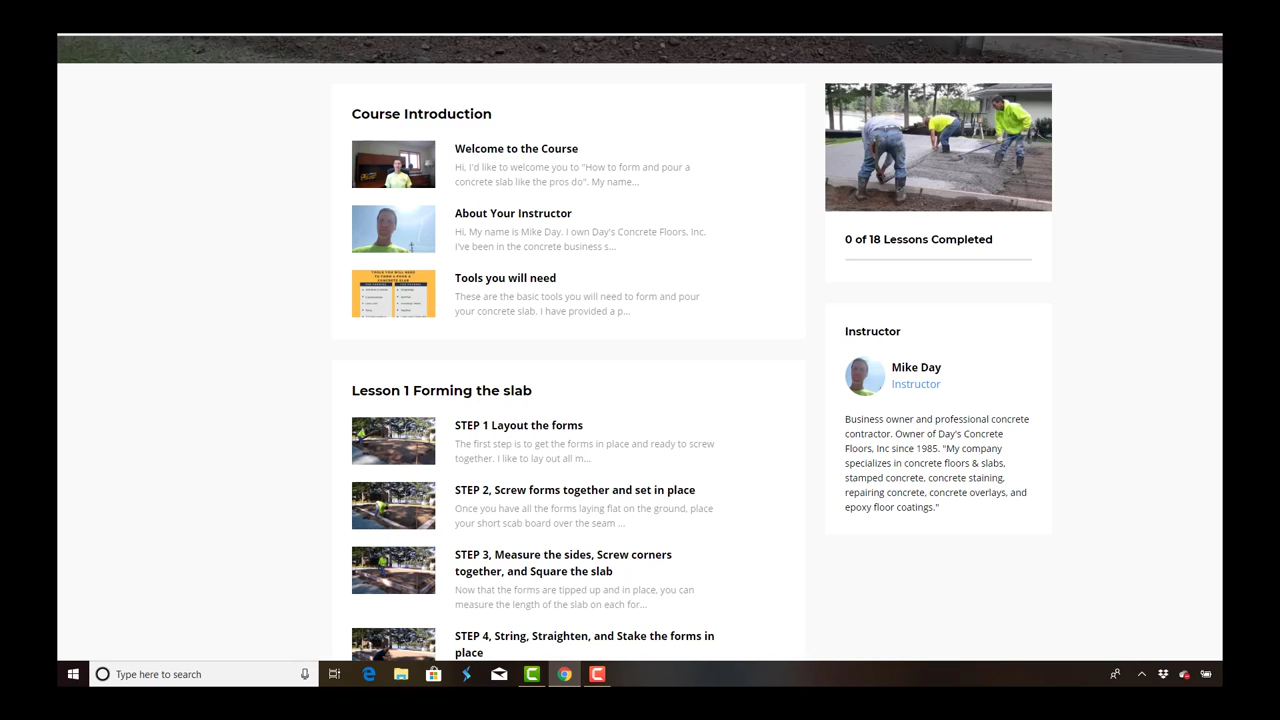 Course Introduction
Welcome to the Course
Hi, I'd like to welcome you to "How to form and pour a
concrete slab like the pros do". My name...
About Your Instructor
Hi, My name is Mike Day. I own Day's Concrete Floors, Inc.
I've been in the concrete business s...
Tools you will need
These are the basic tools you will need to form and pour
your concrete slab. I have provided a p...
Lesson 1 Forming the slab
STEP 1 Layout the forms
The first step is to get the forms in place and ready to screw
together. I like to lay out all m...
STEP 2, Screw forms together and set in place
Once you have all the forms laying flat on the ground, place
your short scab board over the seam ...
STEP 3, Measure the sides, Screw corners
together, and Square the slab
Now that the forms are tipped up and in place, you can
measure the length of the slab on each for...
STEP 4, String, Straighten, and Stake the forms in
place
0 of 18 Lessons Completed
Instructor
Mike Day
Instructor
Business owner and professional concrete
contractor. Owner of Day's Concrete
Floors, Inc since 1985. "My company
specializes in concrete floors & slabs,
stamped concrete, concrete staining,
repairing concrete, concrete overlays, and
epoxy floor coatings."
Type here to search